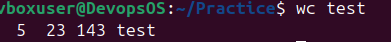 vboxuser@DevopsOS:~/Practice$ wc test
5 23 143 test